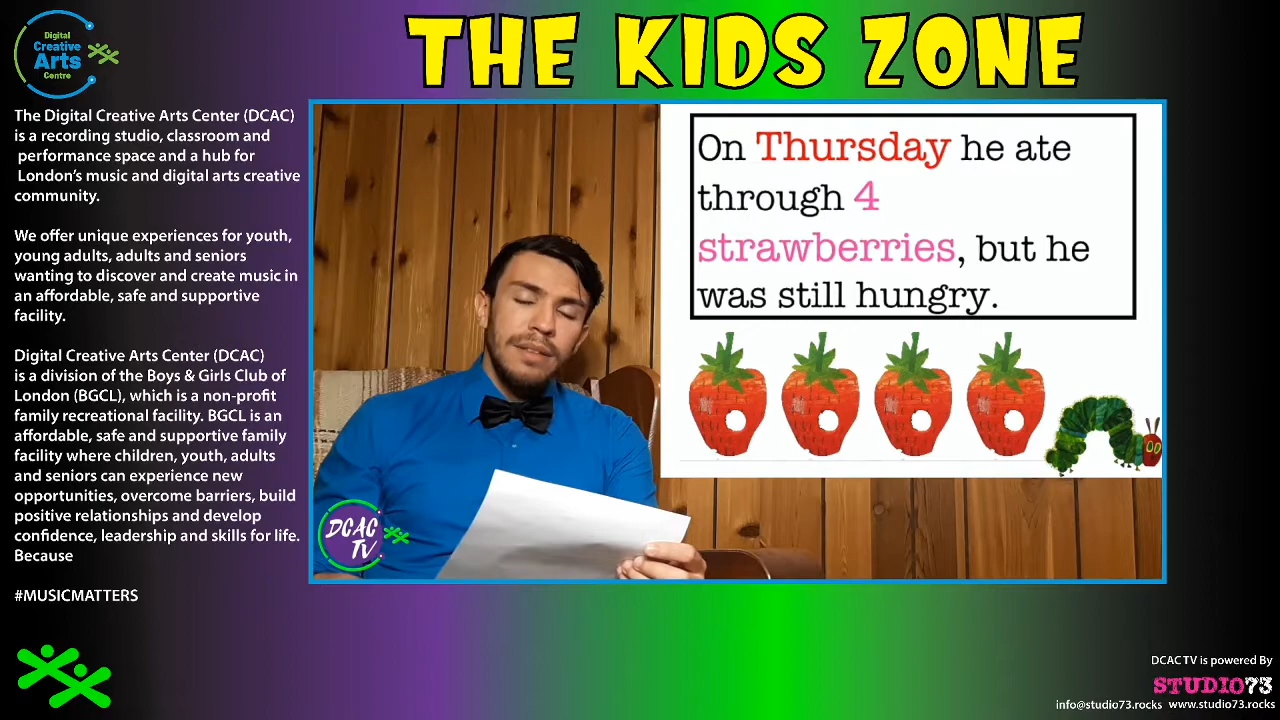 Digital
Creative
Arts
Centre
THE KIDS ZONE
The Digital Creative Arts Center (DCAC)
is a recording studio, classroom and
performance space and a hub for
London's music and digital arts creative
community.
We offer unique experiences for youth,
young adults, adults and seniors
wanting to discover and create music in
an affordable, safe and supportive
facility.
Digital Creative Arts Center (DCAC)
is a division of the Boys & Girls Club of
London (BGCL), which is a non-profit
family recreational facility. BGCL is an
affordable, safe and supportive family
facility where children, youth, adults
and seniors can experience new
opportunities, overcome barriers, build
positive relationships and develop
confidence, leadership and skills for life.
Because
#MUSICMATTERS
On Thursday he ate
through 4
strawberries, but he
was still hungry.
DCAC
TV
DCAC TV is powered By
STUDIO73
info@studio73.rocks www.studio73.rocks